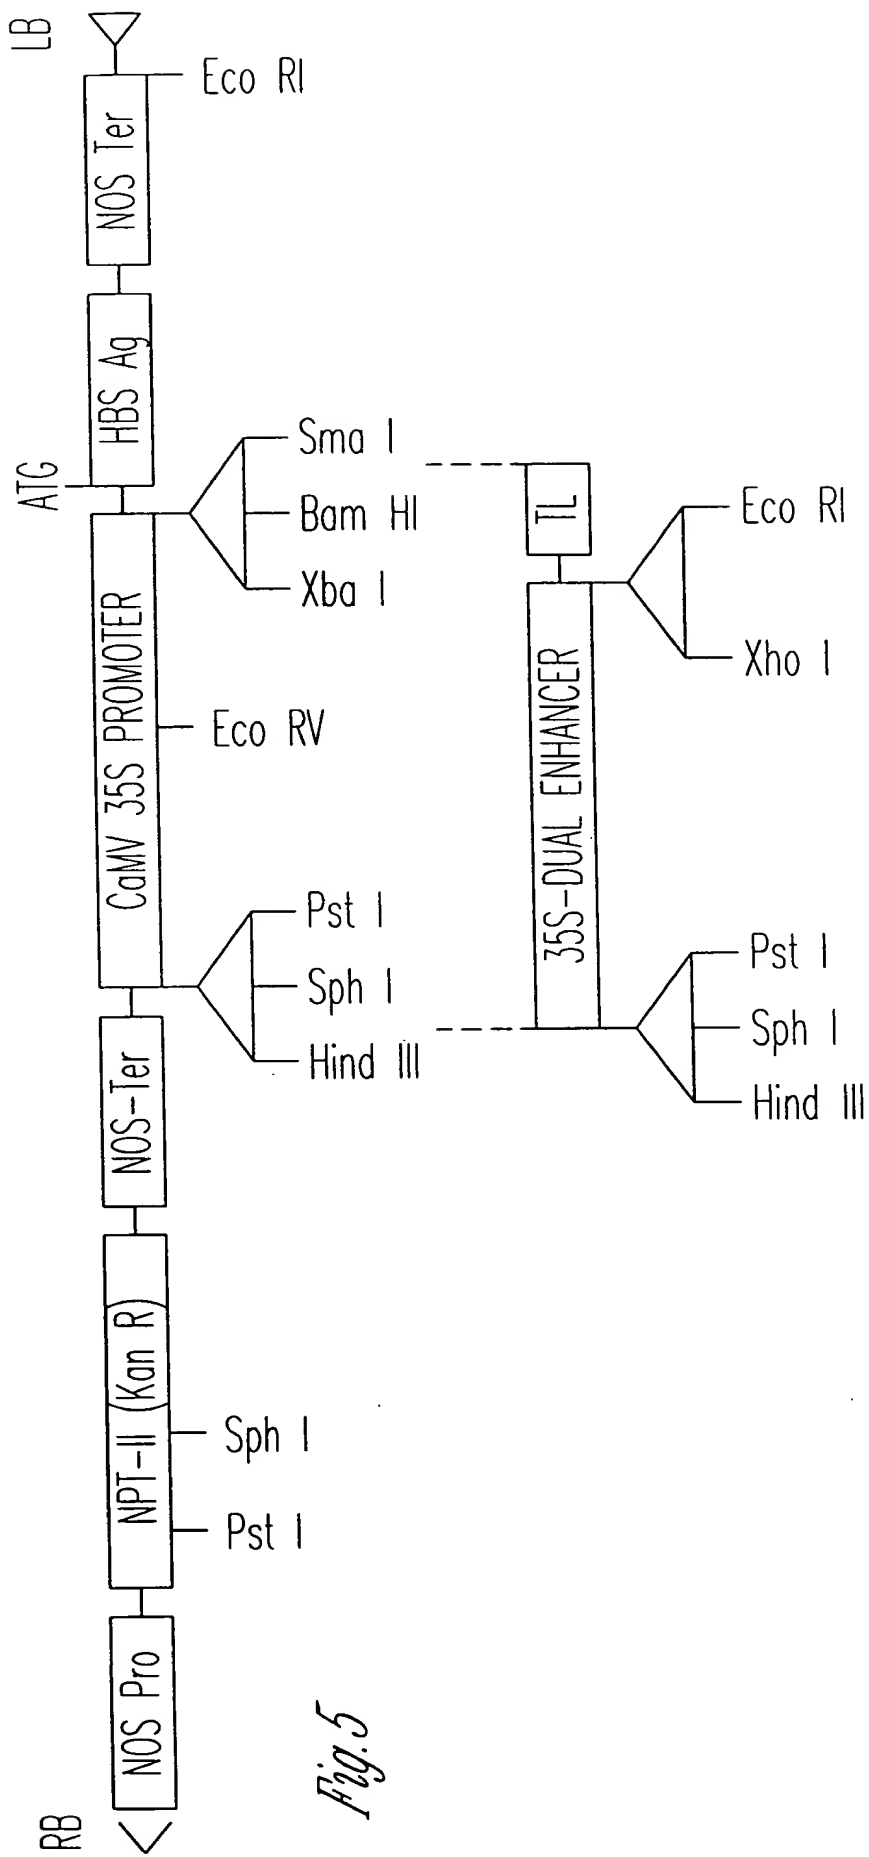 LB
Eco RI
NOS Ter
HBS Ag
ATG
Sma I
Bam HI
Xba I
CaMV 35S PROMOTER
Eco RV
Pst I
Sph I
Hind III
TL
Eco RI
Xho I
35S-DUAL ENHANCER
Pst I
Sph I
Hind III
NOS-Ter
NPT-II (Kan R)
Sph I
Pst I
NOS Pro
RB
Fig. 5